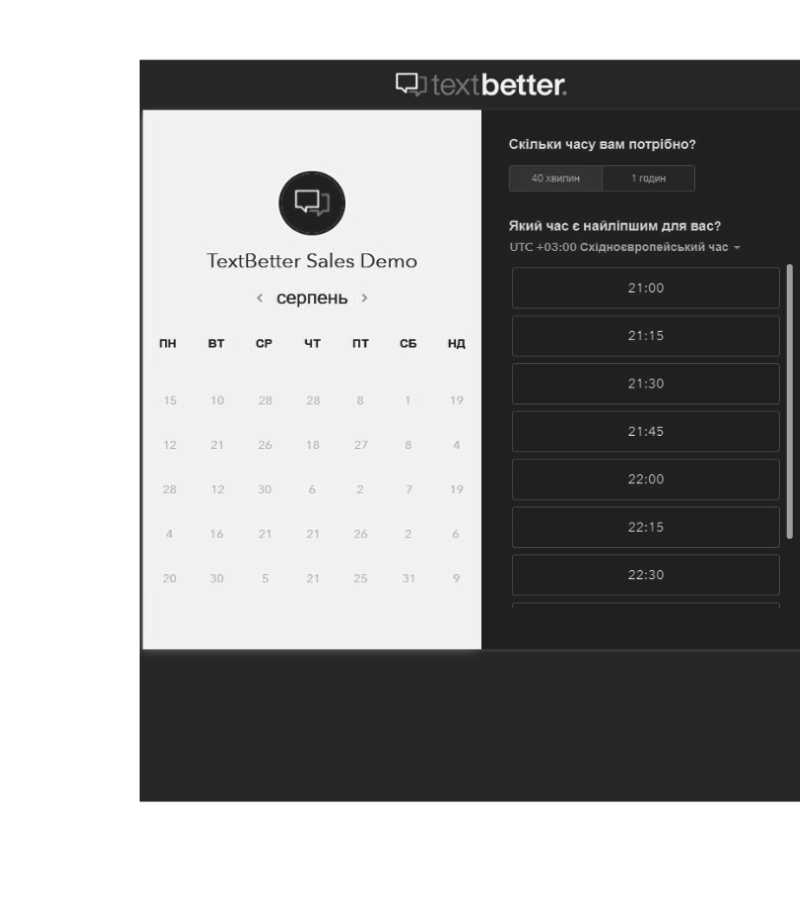 textbetter.
TextBetter Sales Demo
‹ серпень ›
ПН ВТ СР ЧТ ПТ СБ НД
15 10 28 28 8 1 19
12 21 26 18 27 8 4
28 12 30 6 2 7 19
4 16 21 21 26 2 6
20 30 5 21 25 31 9
Скільки часу вам потрібно?
40 хвилин 1 годин
Який час є найліпшим для вас?
UTC +03:00 Східноєвропейський час
21:00
21:15
21:30
21:45
22:00
22:15
22:30